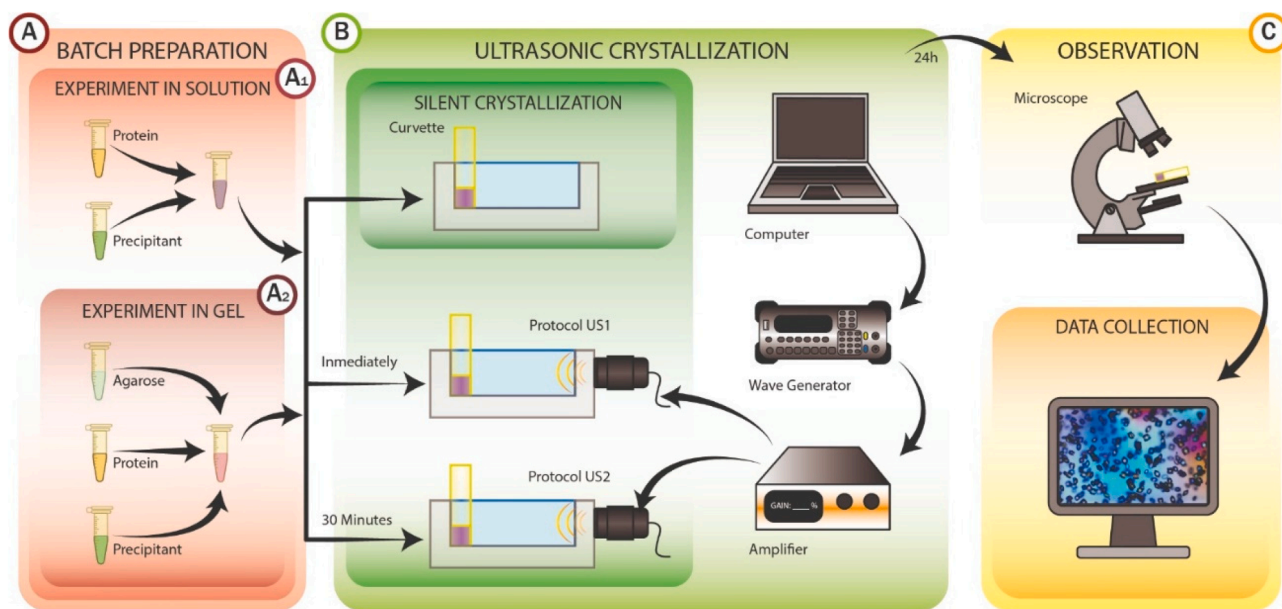 A
BATCH PREPARATION
EXPERIMENT IN SOLUTION
A1
Protein
Precipitant
EXPERIMENT IN GEL
A2
Agarose
Protein
Precipitant
B
ULTRASONIC CRYSTALLIZATION
24h
SILENT CRYSTALLIZATION
Curvette
Inmediately
Protocol US1
30 Minutes
Protocol US2
Computer
Wave Generator
GAIN: ___ %
Amplifier
C
OBSERVATION
Microscope
DATA COLLECTION